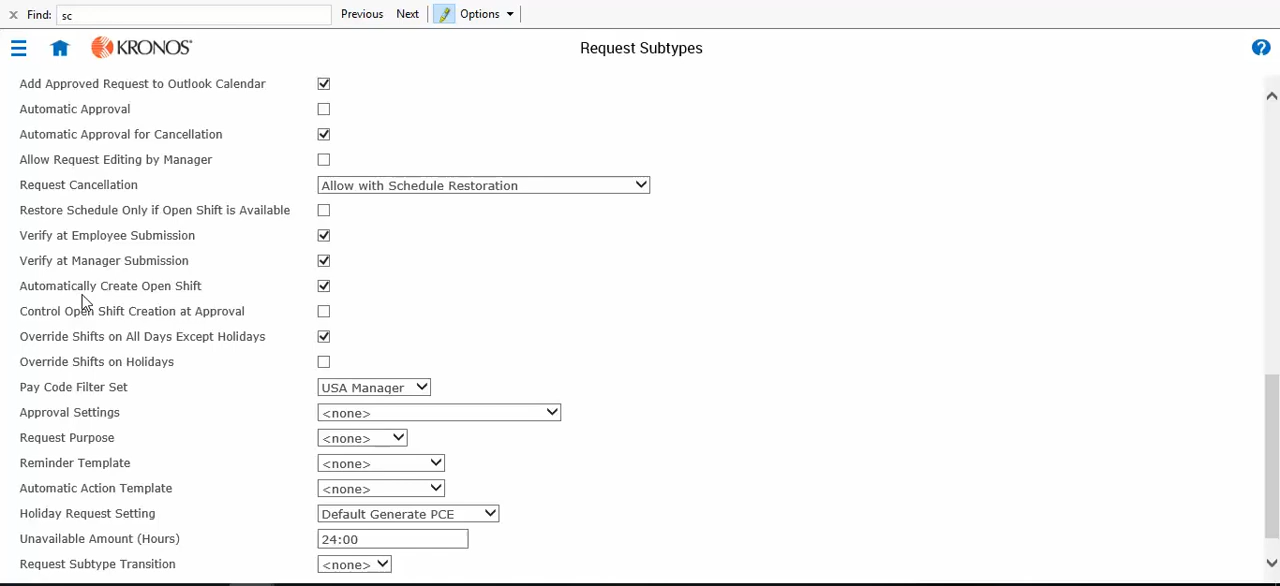 x Find: sc Previous Next Options
KRONOS Request Subtypes ?
Add Approved Request to Outlook Calendar
Automatic Approval
Automatic Approval for Cancellation
Allow Request Editing by Manager
Request Cancellation Allow with Schedule Restoration
Restore Schedule Only if Open Shift is Available
Verify at Employee Submission
Verify at Manager Submission
Automatically Create Open Shift
Control Open Shift Creation at Approval
Override Shifts on All Days Except Holidays
Override Shifts on Holidays
Pay Code Filter Set USA Manager
Approval Settings <none>
Request Purpose <none>
Reminder Template <none>
Automatic Action Template <none>
Holiday Request Setting Default Generate PCE
Unavailable Amount (Hours) 24:00
Request Subtype Transition <none>